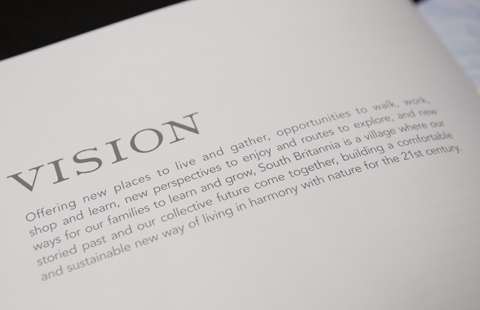 VISION
Offering new places to live and gather, opportunities to walk, work,
shop and learn, new perspectives to enjoy and routes to explore, and new
ways for our families to learn and grow, South Britannia is a village where our
storied past and our collective future come together, building a comfortable
and sustainable new way of living in harmony with nature for the 21st century.